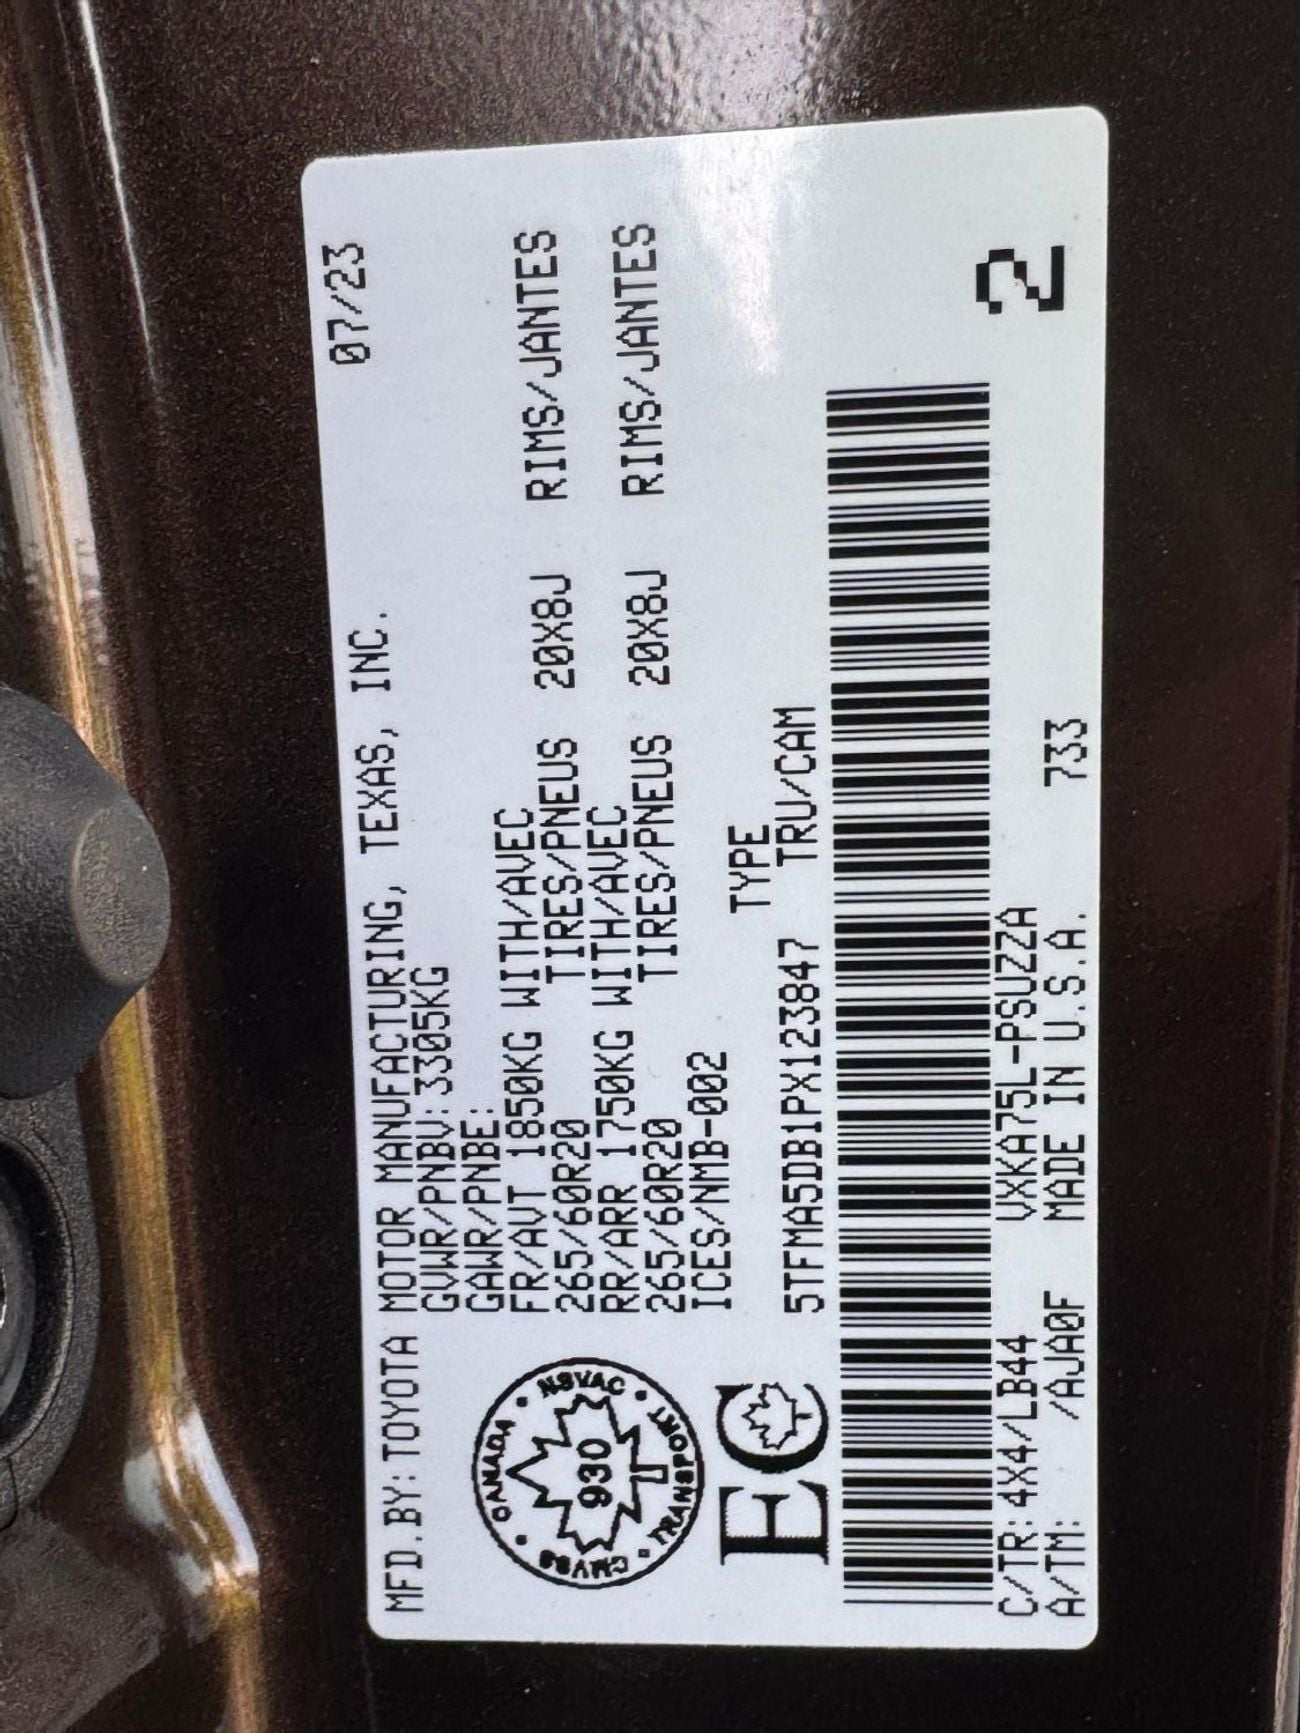 MFD.BY:TOYOTA MOTOR MANUFACTURING, TEXAS, INC. 07/23
GVWR/PNBV:3305KG
GAWR/PNBE:
FR/AVT 1850KG WITH/AVEC
265/60R20 TIRES/PNEUS 20X8J RIMS/JANTES
RR/ARR 1750KG WITH/AVEC
265/60R20 TIRES/PNEUS 20X8J RIMS/JANTES
ICES/NMB-002
CANADA • NSVAC • TRANSPORT • CMVSS •
930
T
TYPE
5TFMA5DB1PX123847 TRU/CAM
EC
C/TR:4X4/LB44 VXKA75L-PSUZZA
A/TM: /AJA0F MADE IN U.S.A. 733
2